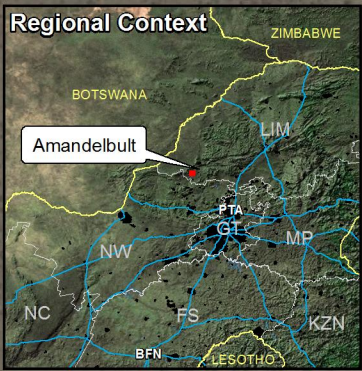 Regional Context
ZIMBABWE
BOTSWANA
LIM
Amandelbult
PTA
GT
MP
NW
NC
FS
KZN
BFN
LESOTHO